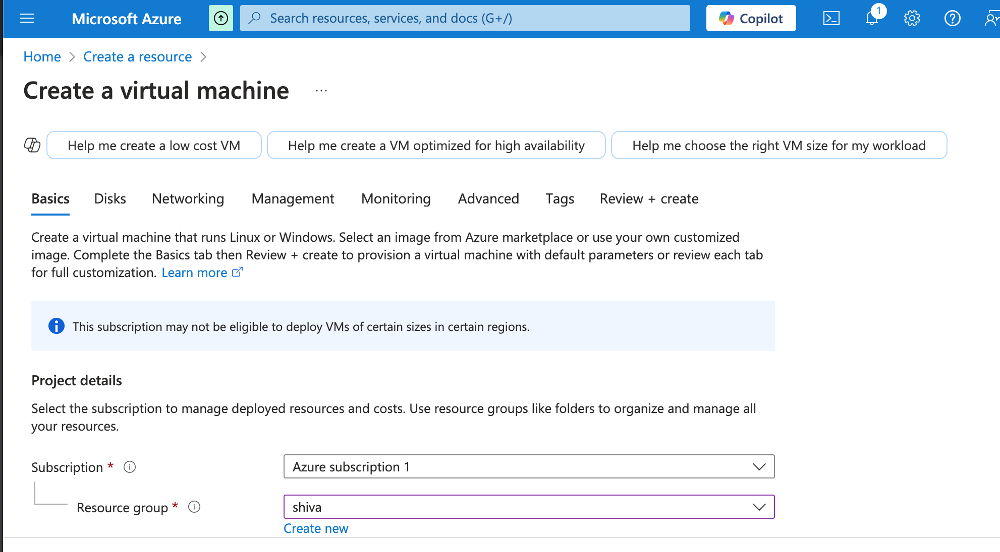 Microsoft Azure
Search resources, services, and docs (G+/)
Copilot
1
Home
Create a resource
Create a virtual machine
...
Help me create a low cost VM
Help me create a VM optimized for high availability
Help me choose the right VM size for my workload
Basics
Disks
Networking
Management
Monitoring
Advanced
Tags
Review + create
Create a virtual machine that runs Linux or Windows. Select an image from Azure marketplace or use your own customized
image. Complete the Basics tab then Review + create to provision a virtual machine with default parameters or review each tab
for full customization. Learn more
This subscription may not be eligible to deploy VMs of certain sizes in certain regions.
Project details
Select the subscription to manage deployed resources and costs. Use resource groups like folders to organize and manage all
your resources.
Subscription *
Azure subscription 1
Resource group *
shiva
Create new